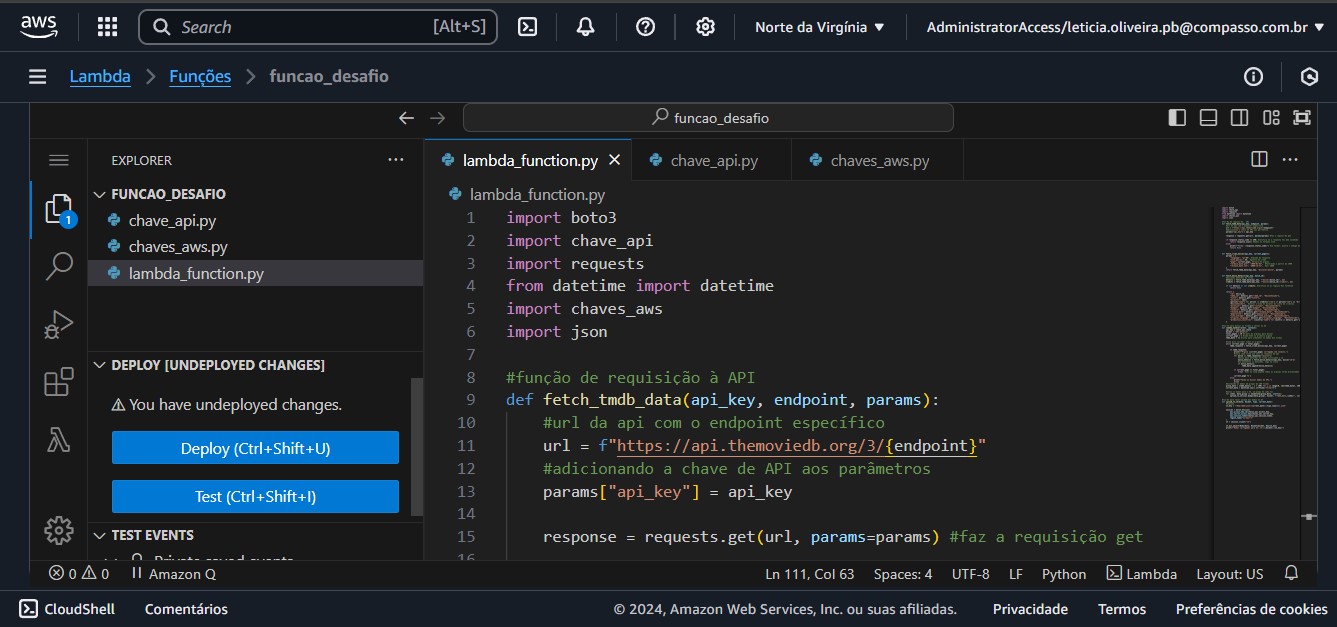 aws Search [Alt+S] Norte da Virgínia AdministratorAccess/leticia.oliveira.pb@compasso.com.br
Lambda Funções funcao_desafio
funcao_desafio
EXPLORER
FUNCAO_DESAFIO
chave_api.py
chaves_aws.py
lambda_function.py
1
DEPLOY [UNDEPLOYED CHANGES]
You have undeployed changes.
Deploy (Ctrl+Shift+U)
Test (Ctrl+Shift+I)
TEST EVENTS
Private saved events
lambda_function.py chave_api.py chaves_aws.py
lambda_function.py
1 import boto3
2 import chave_api
3 import requests
4 from datetime import datetime
5 import chaves_aws
6 import json
7
8 #função de requisição à API
9 def fetch_tmdb_data(api_key, endpoint, params):
10 #url da api com o endpoint específico
11 url = f"https://api.themoviedb.org/3/{endpoint}"
12 #adicionando a chave de API aos parâmetros
13 params["api_key"] = api_key
14
15 response = requests.get(url, params=params) #faz a requisição get
16
0 0 Amazon Q Ln 111, Col 63 Spaces: 4 UTF-8 LF Python Lambda Layout: US
CloudShell Comentários © 2024, Amazon Web Services, Inc. ou suas afiliadas. Privacidade Termos Preferências de cookies